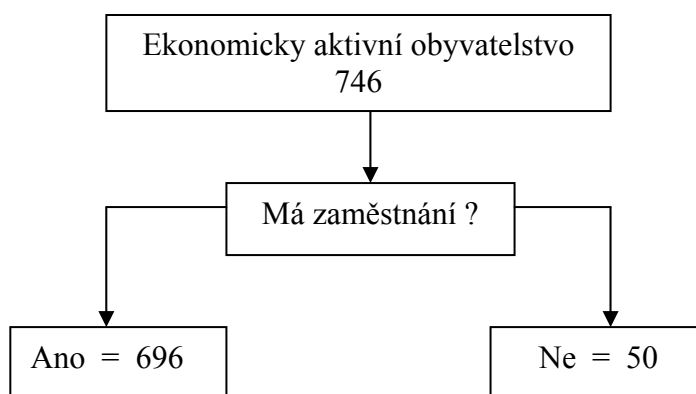 Ekonomicky aktivní obyvatelstvo
746
Má zaměstnání ?
Ano = 696
Ne = 50